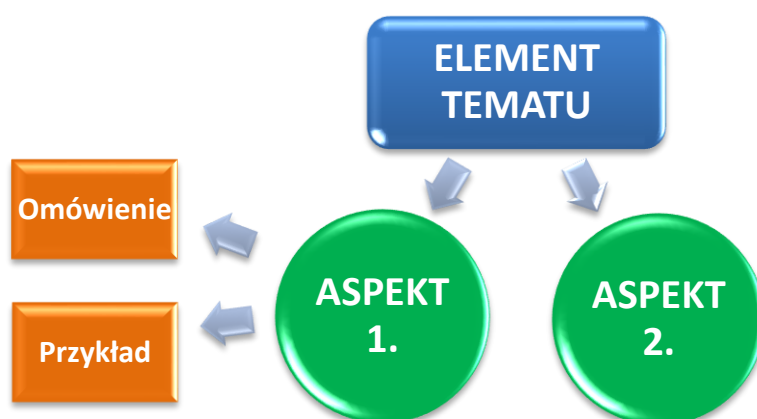 ELEMENT
TEMATU
Omówienie
Przykład
ASPEKT
1.
ASPEKT
2.